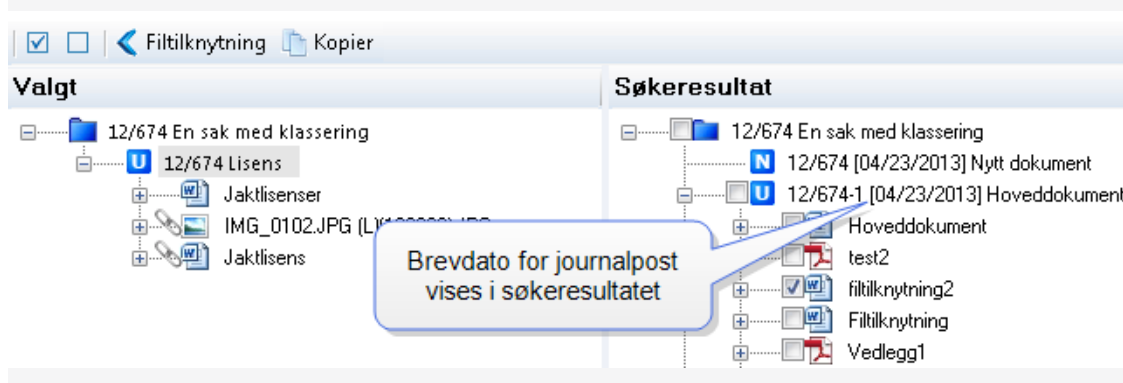 Filtilknytning Kopier
Valgt
12/674 En sak med klassering
12/674 Lisens
Jaktlisenser
IMG_0102.JPG (L)
Jaktlisens
Søkeresultat
12/674 En sak med klassering
12/674 [04/23/2013] Nytt dokument
12/674-1 [04/23/2013] Hoveddokument
Hoveddokument
test2
filtilknytning2
Filtilknytning
Vedlegg1
Brevdato for journalpost
vises i søkeresultatet